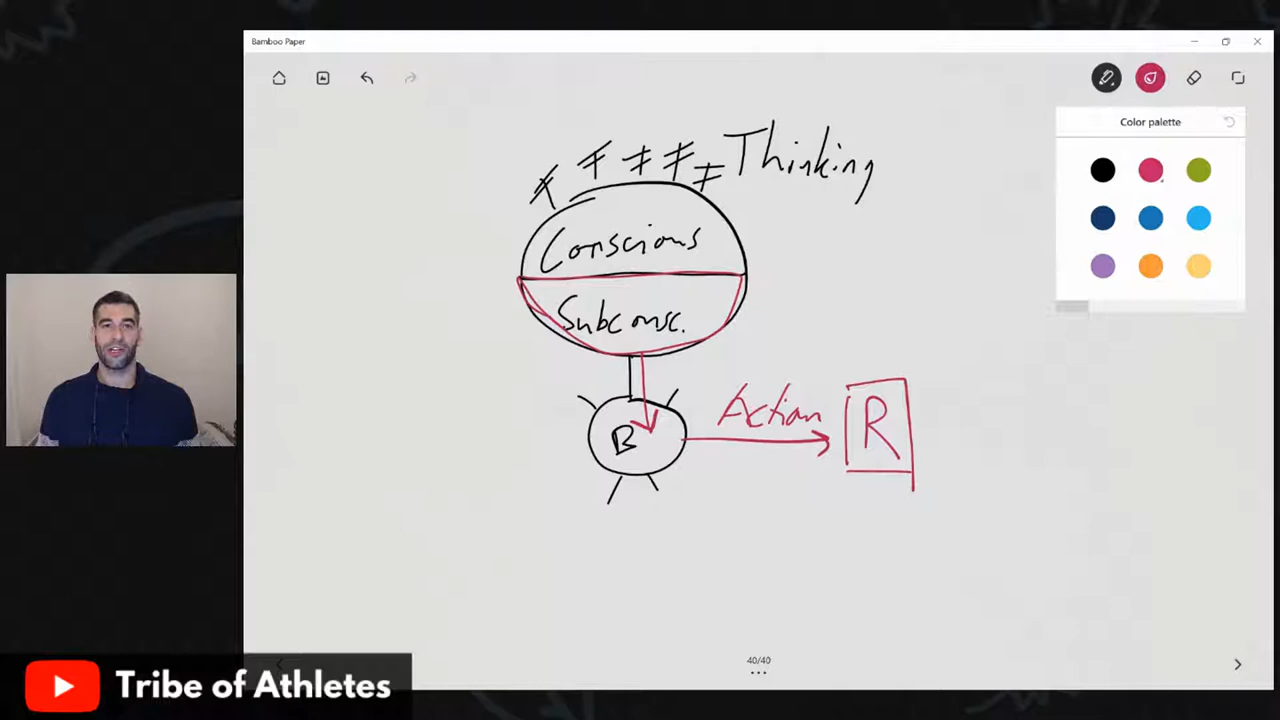 Bamboo Paper
Color palette
Thinking
Conscious
Subconsc.
Action
R
B
40/40
Tribe of Athletes